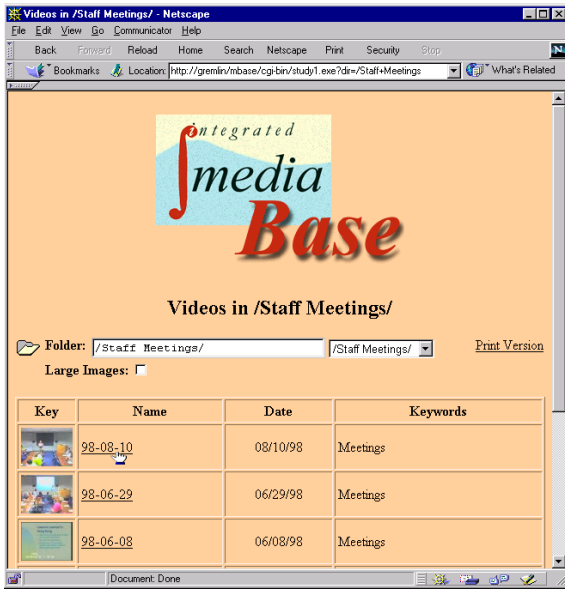 Videos in /Staff Meetings/ - Netscape
File Edit View Go Communicator Help
Back Forward Reload Home Search Netscape Print Security Stop
Bookmarks Location: http://gremlin/mbase/cgi-bin/study1.exe?dir=/Staff+Meetings What's Related
integrated
media
Base
Videos in /Staff Meetings/
Folder: /Staff Meetings/ /Staff Meetings/ Print Version
Large Images:
Key Name Date Keywords
98-08-10 08/10/98 Meetings
98-06-29 06/29/98 Meetings
98-06-08 06/08/98 Meetings
Document: Done